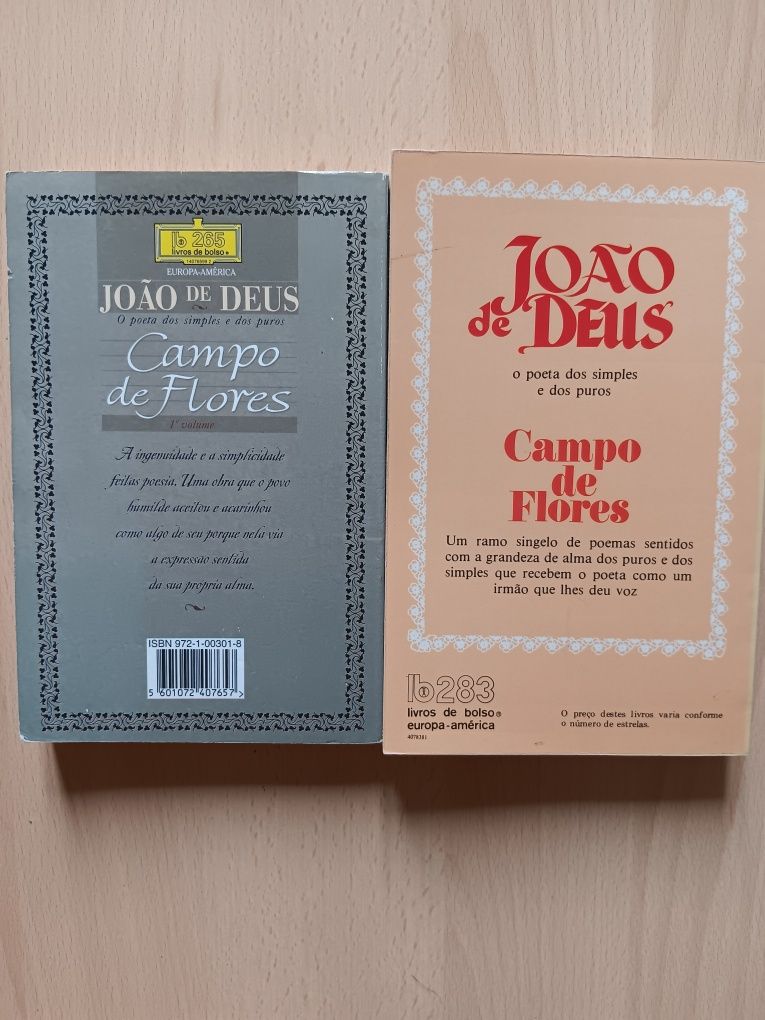 lb 265
livros de bolso®
EUROPA-AMÉRICA
JOÃO DE DEUS
O poeta dos simples e dos puros
Campo
de Flores
1º volume
A ingenuidade e a simplicidade
feitas poesia. Uma obra que o povo
humilde aceitou e acarinhou
como algo de seu porque nela via
a expressão sentida
da sua própria alma.
ISBN 972-1-00301-8
5 601072 407657 >
JOÃO
de DEUS
o poeta dos simples
e dos puros
Campo
de
Flores
Um ramo singelo de poemas sentidos
com a grandeza de alma dos puros e dos
simples que recebem o poeta como um
irmão que lhes deu voz
lb 283
livros de bolso®
europa-américa
O preço destes livros varia conforme
o número de estrelas.